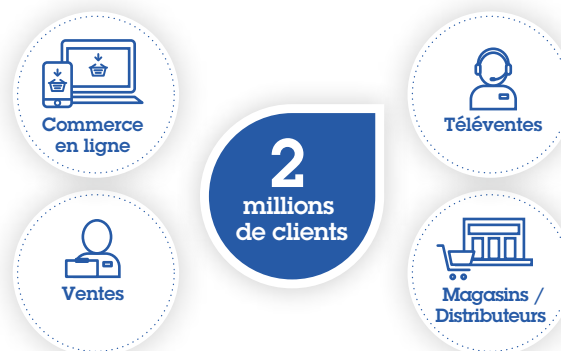 Commerce
en ligne
Téléventes
2
millions
de clients
Ventes
Magasins /
Distributeurs